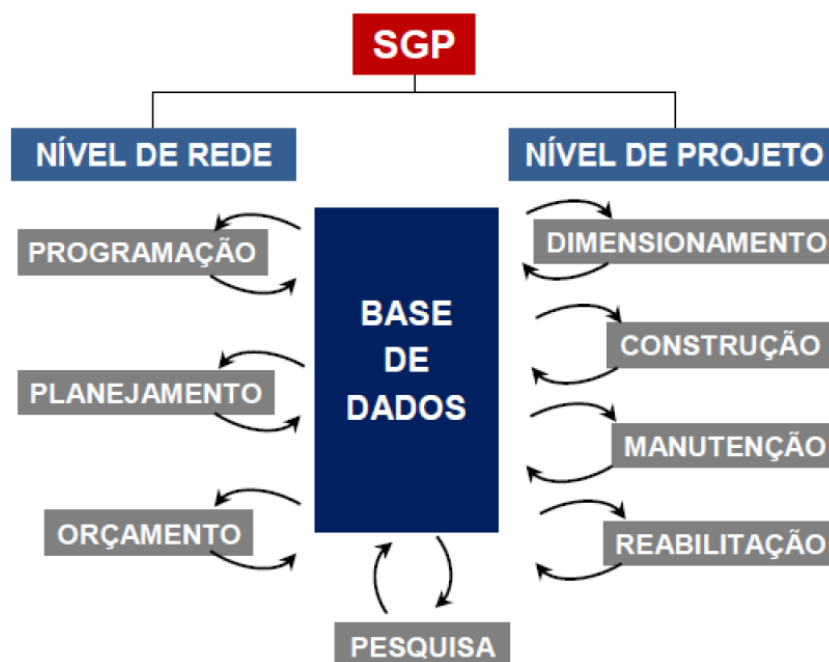 SGP
NÍVEL DE REDE
NÍVEL DE PROJETO
PROGRAMAÇÃO
PLANEJAMENTO
ORÇAMENTO
BASE
DE
DADOS
DIMENSIONAMENTO
CONSTRUÇÃO
MANUTENÇÃO
REABILITAÇÃO
PESQUISA